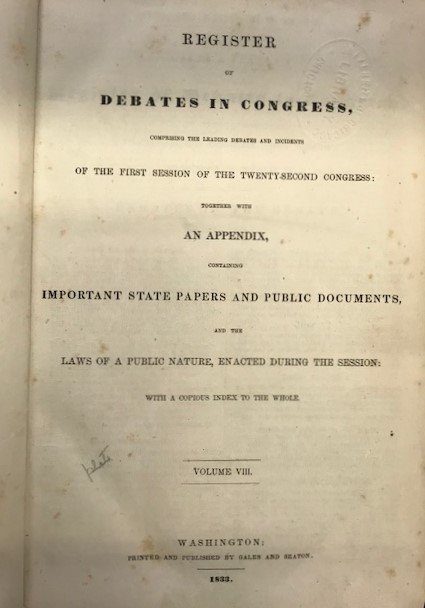 REGISTER
OF
DEBATES IN CONGRESS,
COMPRISING THE LEADING DEBATES AND INCIDENTS
OF THE FIRST SESSION OF THE TWENTY-SECOND CONGRESS:
TOGETHER WITH
AN APPENDIX,
CONTAINING
IMPORTANT STATE PAPERS AND PUBLIC DOCUMENTS,
AND THE
LAWS OF A PUBLIC NATURE, ENACTED DURING THE SESSION:
WITH A COPIOUS INDEX TO THE WHOLE.
VOLUME VIII.
WASHINGTON:
PRINTED AND PUBLISHED BY GALES AND SEATON.
1833.